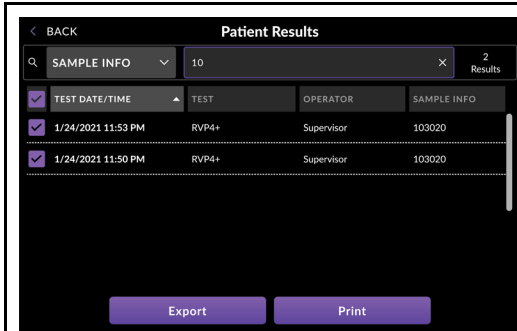 BACK Patient Results
SAMPLE INFO 10 2 Results
TEST DATE/TIME TEST OPERATOR SAMPLE INFO
1/24/2021 11:53 PM RVP4+ Supervisor 103020
1/24/2021 11:50 PM RVP4+ Supervisor 103020
Export Print